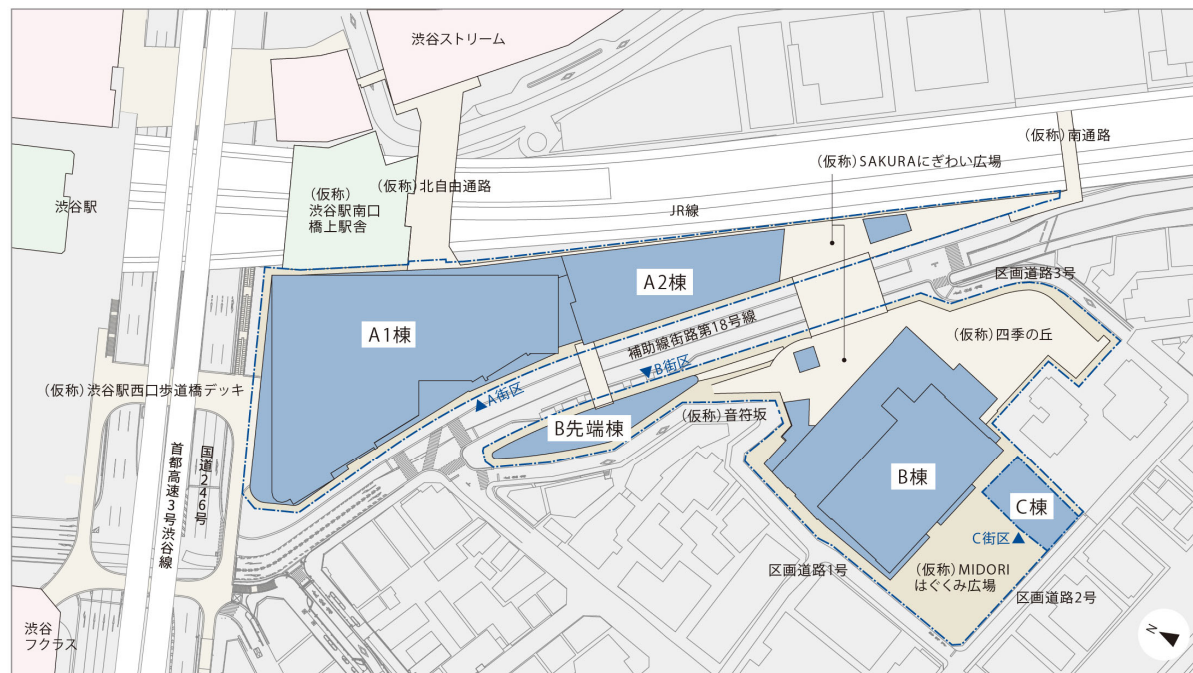 渋谷ストリーム
(仮称)南通路
(仮称)SAKURAにぎわい広場
(仮称)北自由通路
(仮称)
渋谷駅南口
橋上駅舎
渋谷駅
JR線
区画道路3号
A2棟
A1棟
補助線街路第18号線
(仮称)四季の丘
▼B街区
▲A街区
(仮称)渋谷駅西口歩道橋デッキ
(仮称)音符坂
B先端棟
国道246号
首都高速3号渋谷線
B棟
C棟
C街区▲
区画道路1号
(仮称)MIDORI
はぐくみ広場
区画道路2号
渋谷
フクラス
N